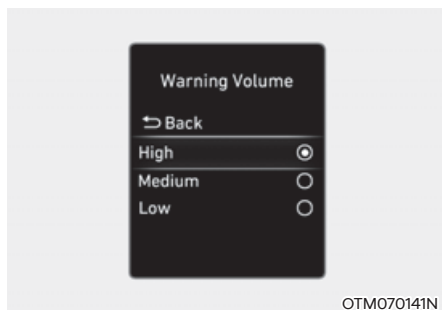 Warning Volume
Back
High
Medium
Low
OTM070141N